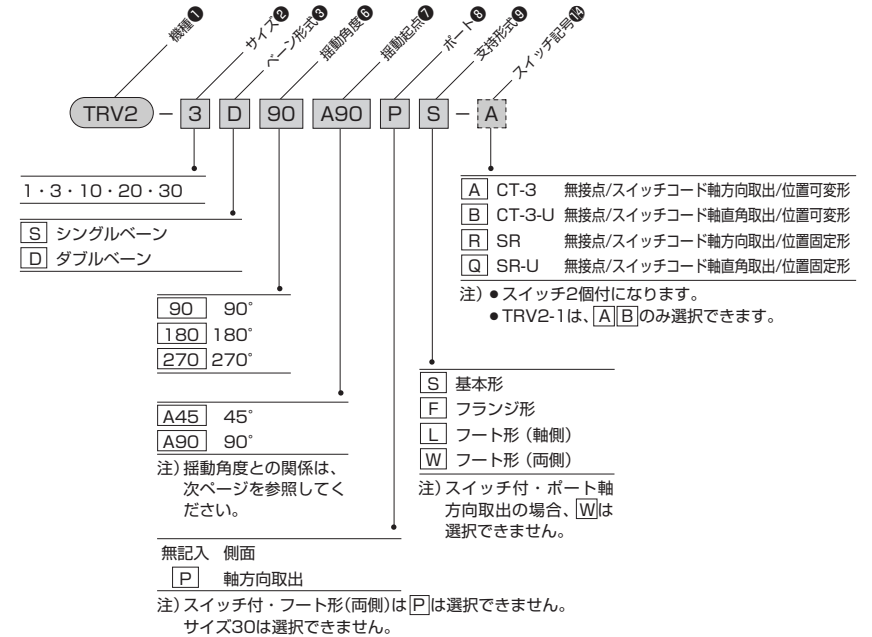 機種❶
サイズ❷
ベーン形式❸
揺動角度❻
揺動起点❼
ポート❽
支持形式❾
スイッチ記号⓮
TRV2 － 3 D 90 A90 P S － A
1・3・10・20・30
S シングルベーン
D ダブルベーン
90 90°
180 180°
270 270°
A45 45°
A90 90°
注) 揺動角度との関係は、
次ページを参照してく
ださい。
無記入 側面
P 軸方向取出
注) スイッチ付・フート形(両側)はPは選択できません。
サイズ30は選択できません。
A CT-3 無接点/スイッチコード軸方向取出/位置可変形
B CT-3-U 無接点/スイッチコード軸直角取出/位置可変形
R SR 無接点/スイッチコード軸方向取出/位置固定形
Q SR-U 無接点/スイッチコード軸直角取出/位置固定形
注) ●スイッチ2個付になります。
●TRV2-1は、ABのみ選択できます。
S 基本形
F フランジ形
L フート形（軸側）
W フート形（両側）
注) スイッチ付・ポート軸
方向取出の場合、Wは
選択できません。